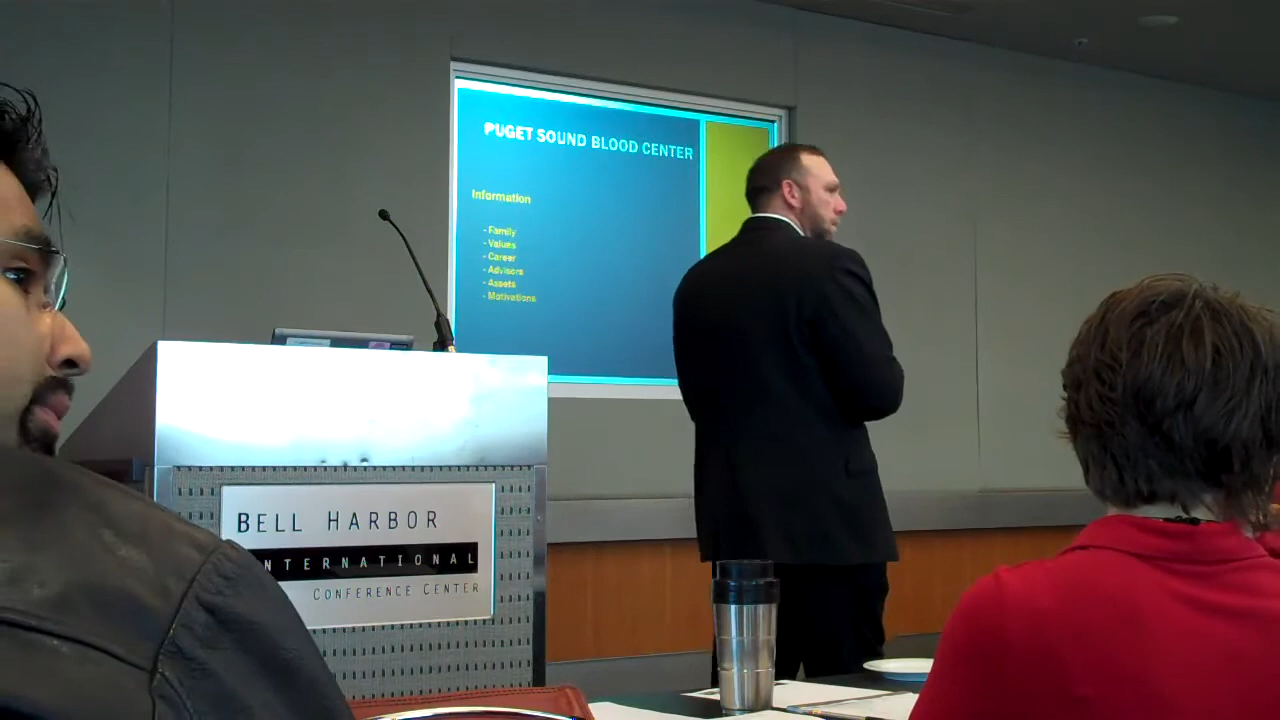 PUGET SOUND BLOOD CENTER
Information
- Family
- Values
- Career
- Advisors
- Assets
- Motivations
BELL HARBOR
INTERNATIONAL
CONFERENCE CENTER